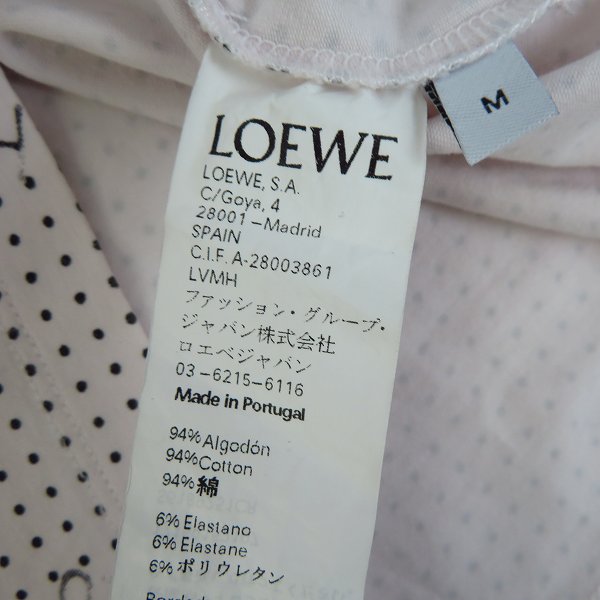 M
LOEWE
LOEWE, S.A.
C/Goya, 4
28001-Madrid
SPAIN
C.I.F. A-28003861
LVMH
ファッション・グループ・
ジャパン株式会社
ロエベジャパン
03-6215-6116
Made in Portugal
94% Algodón
94% Cotton
94% 綿
6% Elastano
6% Elastane
6% ポリウレタン